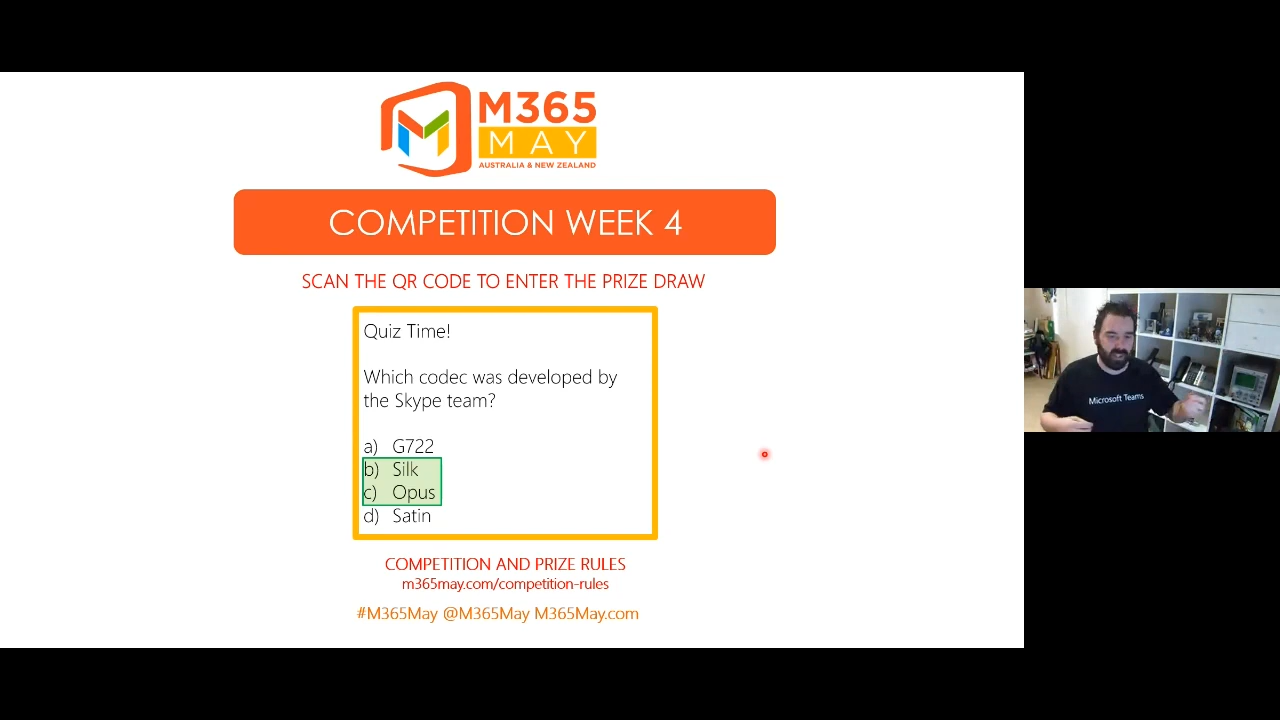 M365
MAY
AUSTRALIA & NEW ZEALAND
COMPETITION WEEK 4
SCAN THE QR CODE TO ENTER THE PRIZE DRAW
Quiz Time!
Which codec was developed by
the Skype team?
a) G722
b) Silk
c) Opus
d) Satin
COMPETITION AND PRIZE RULES
m365may.com/competition-rules
#M365May @M365May M365May.com
Microsoft Teams